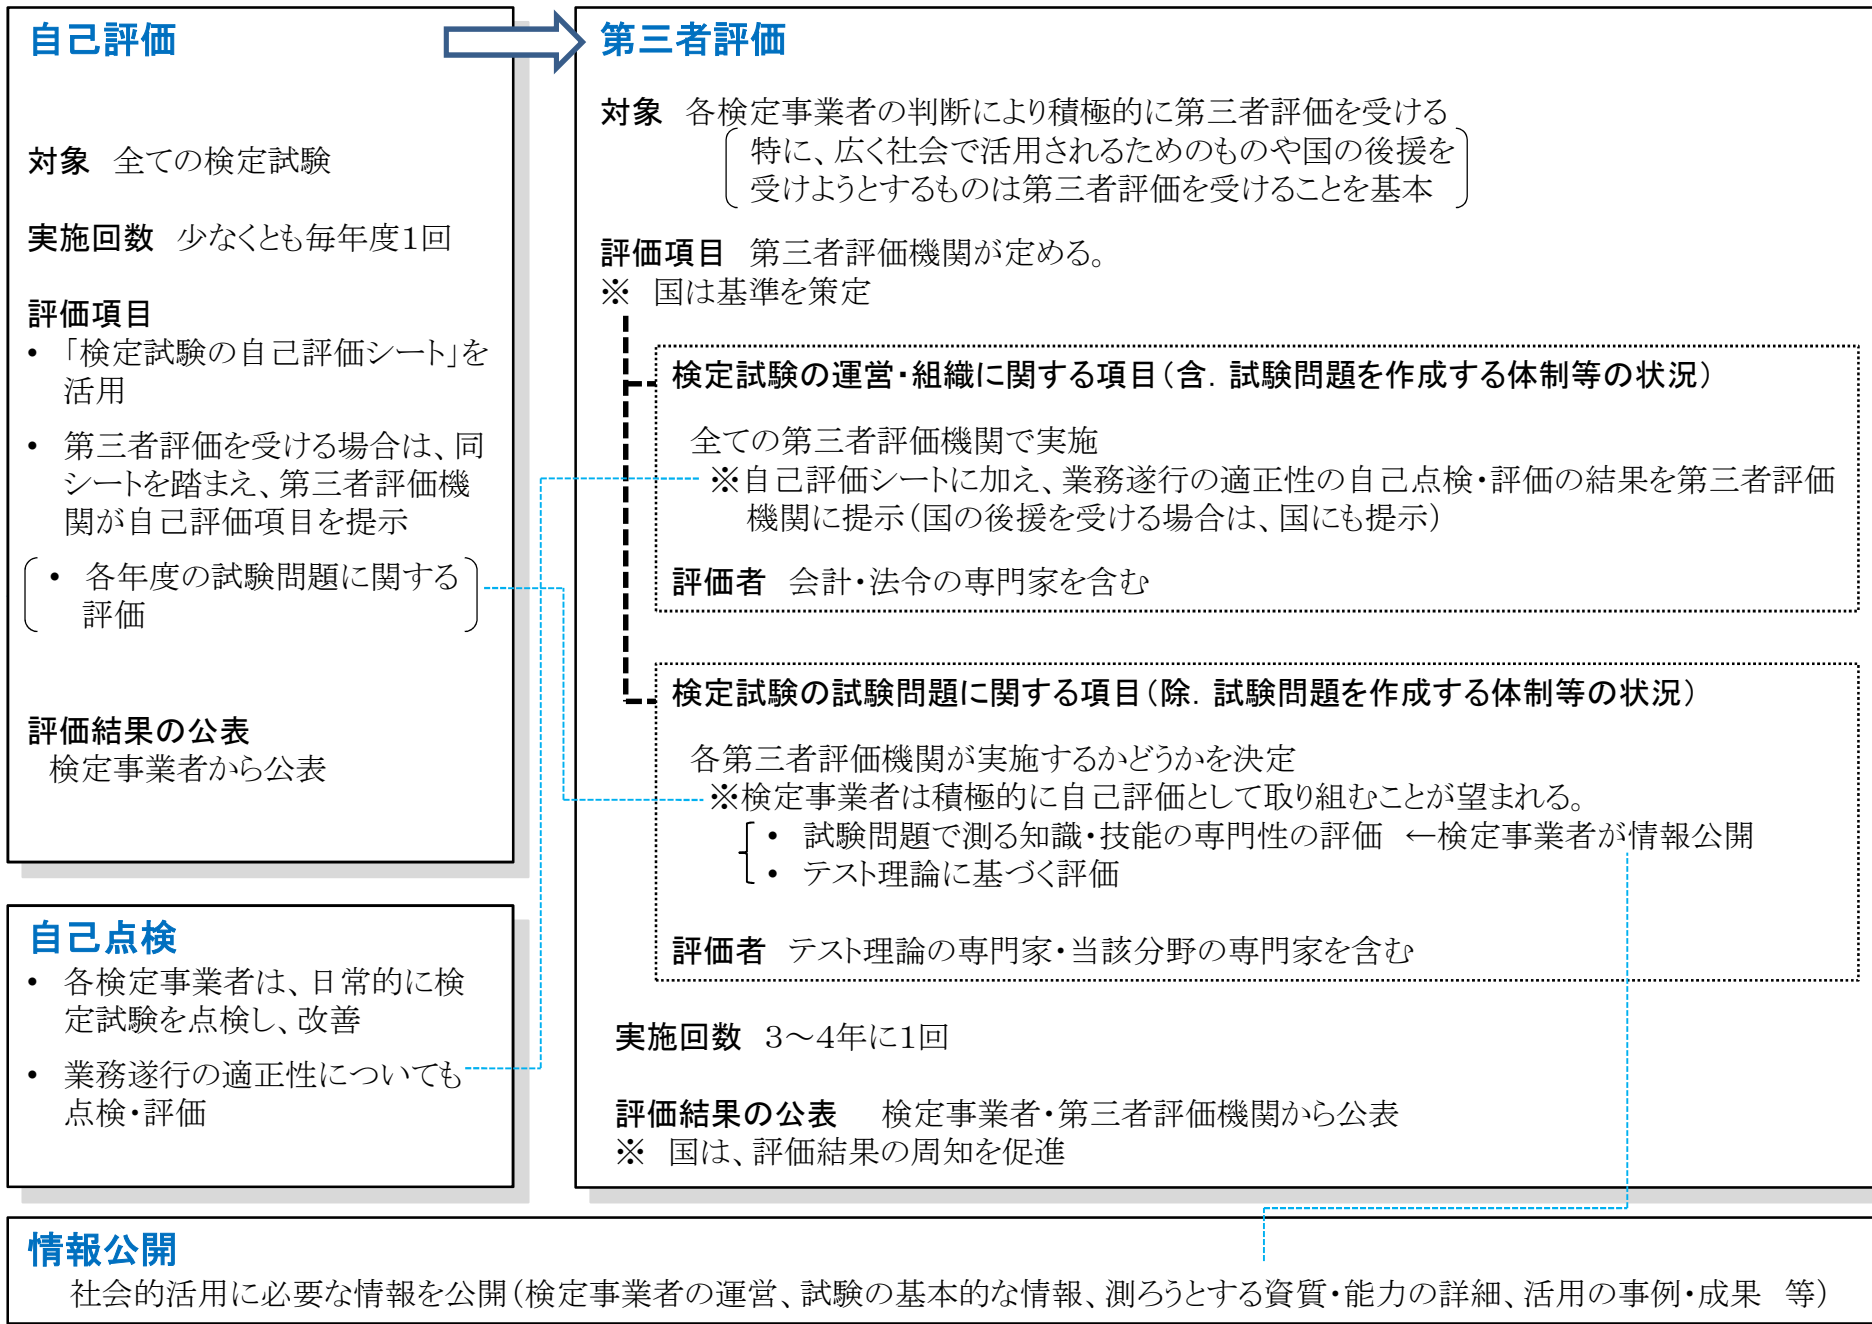 自己評価
対象　全ての検定試験
実施回数　少なくとも毎年度１回
評価項目
• 「検定試験の自己評価シート」を
活用
• 第三者評価を受ける場合は、同
シートを踏まえ、第三者評価機
関が自己評価項目を提示
• 各年度の試験問題に関する
評価
評価結果の公表
検定事業者から公表
自己点検
• 各検定事業者は、日常的に検
定試験を点検し、改善
• 業務遂行の適正性についても
点検・評価
第三者評価
対象　各検定事業者の判断により積極的に第三者評価を受ける
特に、広く社会で活用されるためのものや国の後援を
受けようとするものは第三者評価を受けることを基本
評価項目　第三者評価機関が定める。
※　国は基準を策定
検定試験の運営・組織に関する項目（含．試験問題を作成する体制等の状況）
全ての第三者評価機関で実施
※自己評価シートに加え、業務遂行の適正性の自己点検・評価の結果を第三者評価
機関に提示（国の後援を受ける場合は、国にも提示）
評価者　会計・法令の専門家を含む
検定試験の試験問題に関する項目（除．試験問題を作成する体制等の状況）
各第三者評価機関が実施するかどうかを決定
※検定事業者は積極的に自己評価として取り組むことが望まれる。
• 試験問題で測る知識・技能の専門性の評価　←検定事業者が情報公開
• テスト理論に基づく評価
評価者　テスト理論の専門家・当該分野の専門家を含む
実施回数　３～４年に１回
評価結果の公表　検定事業者・第三者評価機関から公表
※　国は、評価結果の周知を促進
情報公開
社会的活用に必要な情報を公開（検定事業者の運営、試験の基本的な情報、測ろうとする資質・能力の詳細、活用の事例・成果　等）